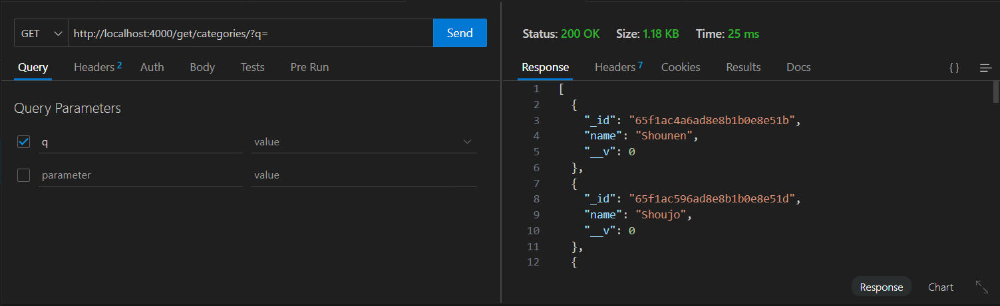 GET http://localhost:4000/get/categories/?q= Send
Query Headers 2 Auth Body Tests Pre Run
Query Parameters
q value
parameter value
Status: 200 OK Size: 1.18 KB Time: 25 ms
Response Headers 7 Cookies Results Docs { }
1 [
2 {
3 "_id": "65f1ac4a6ad8e8b1b0e8e51b",
4 "name": "Shounen",
5 "__v": 0
6 },
7 {
8 "_id": "65f1ac596ad8e8b1b0e8e51d",
9 "name": "Shoujo",
10 "__v": 0
11 },
12 {
Response Chart